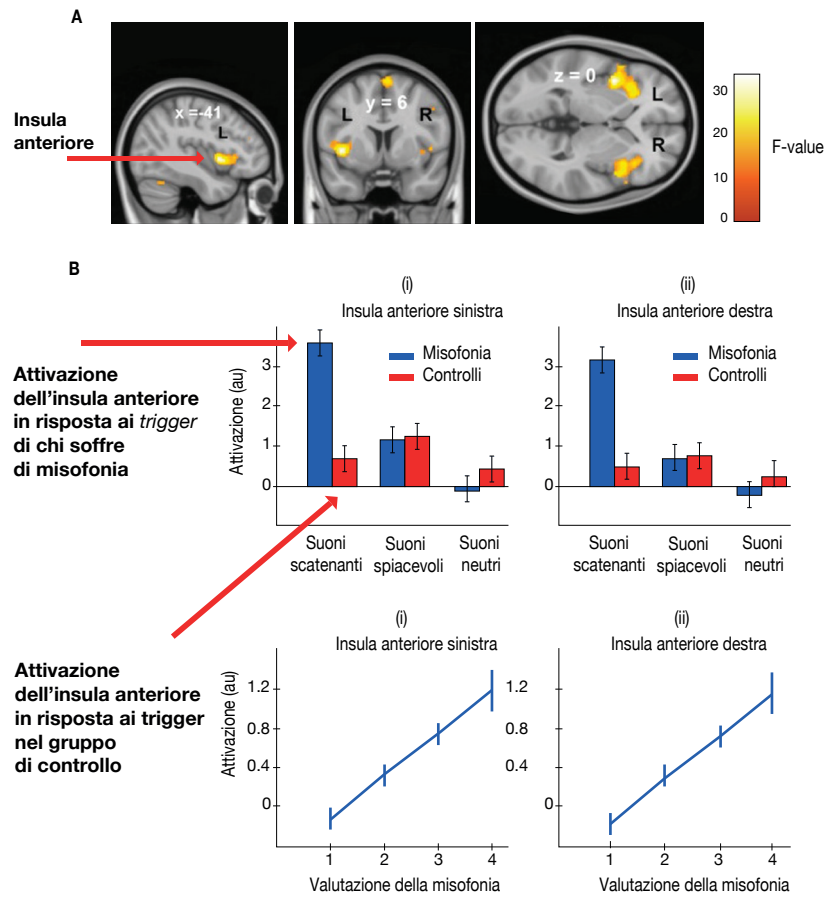 A
Insula
anteriore
x =-41
L
L
y = 6
R
z = 0
L
R
30
20
10
0
F-value
B
(i)
Insula anteriore sinistra
Attivazione (au)
3
2
1
0
Misofonia
Controlli
Suoni
scatenanti
Suoni
spiacevoli
Suoni
neutri
(ii)
Insula anteriore destra
3
2
1
0
Misofonia
Controlli
Suoni
scatenanti
Suoni
spiacevoli
Suoni
neutri
Attivazione
dell’insula anteriore
in risposta ai trigger
di chi soffre
di misofonia
Attivazione
dell’insula anteriore
in risposta ai trigger
nel gruppo
di controllo
(i)
Insula anteriore sinistra
Attivazione (au)
1.2
0.8
0.4
0
1 2 3 4
Valutazione della misofonia
(ii)
Insula anteriore destra
1.2
0.8
0.4
0
1 2 3 4
Valutazione della misofonia